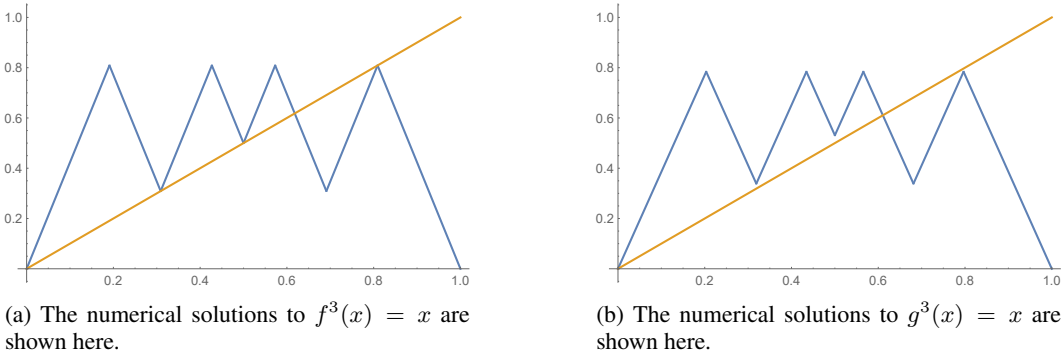 1.0
0.8
0.6
0.4
0.2
0.2 0.4 0.6 0.8 1.0
(a) The numerical solutions to f³(x) = x are
shown here.
1.0
0.8
0.6
0.4
0.2
0.2 0.4 0.6 0.8 1.0
(b) The numerical solutions to g³(x) = x are
shown here.